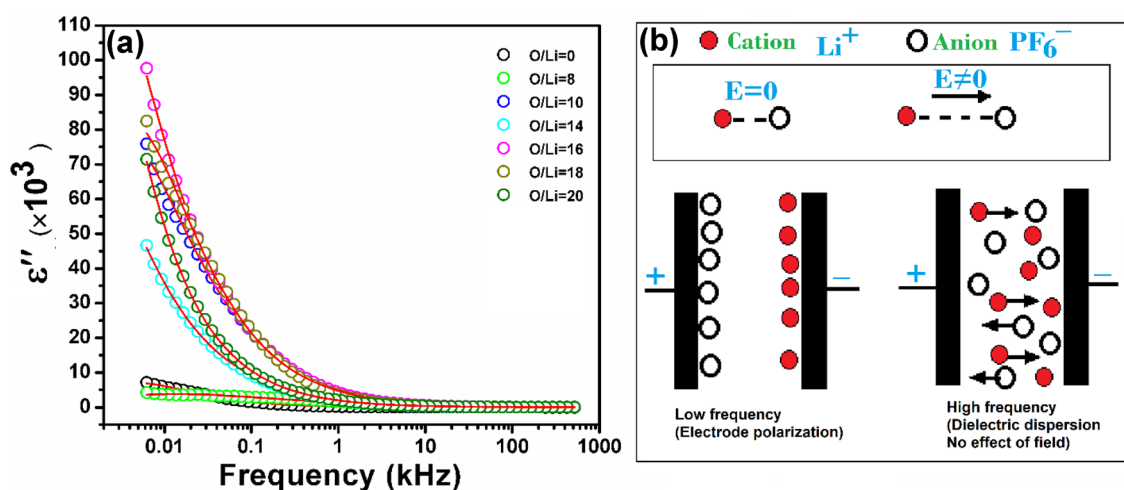 (a)
110
100
90
80
70
60
50
40
30
20
10
0
ε′′ (×10³)
O/Li=0
O/Li=8
O/Li=10
O/Li=14
O/Li=16
O/Li=18
O/Li=20
0.01 0.1 1 10 100 1000
Frequency (kHz)
(b) Cation Li⁺ Anion PF₆⁻
E=0 E≠0
+ − + −
Low frequency
(Electrode polarization)
High frequency
(Dielectric dispersion
No effect of field)